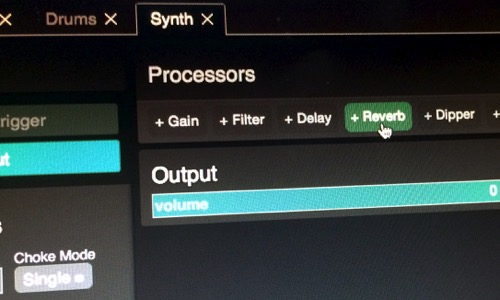 × Drums × Synth ×
Processors
rigger
+ Gain + Filter + Delay + Reverb + Dipper +
ut
Output
volume 0
s
Choke Mode
Single